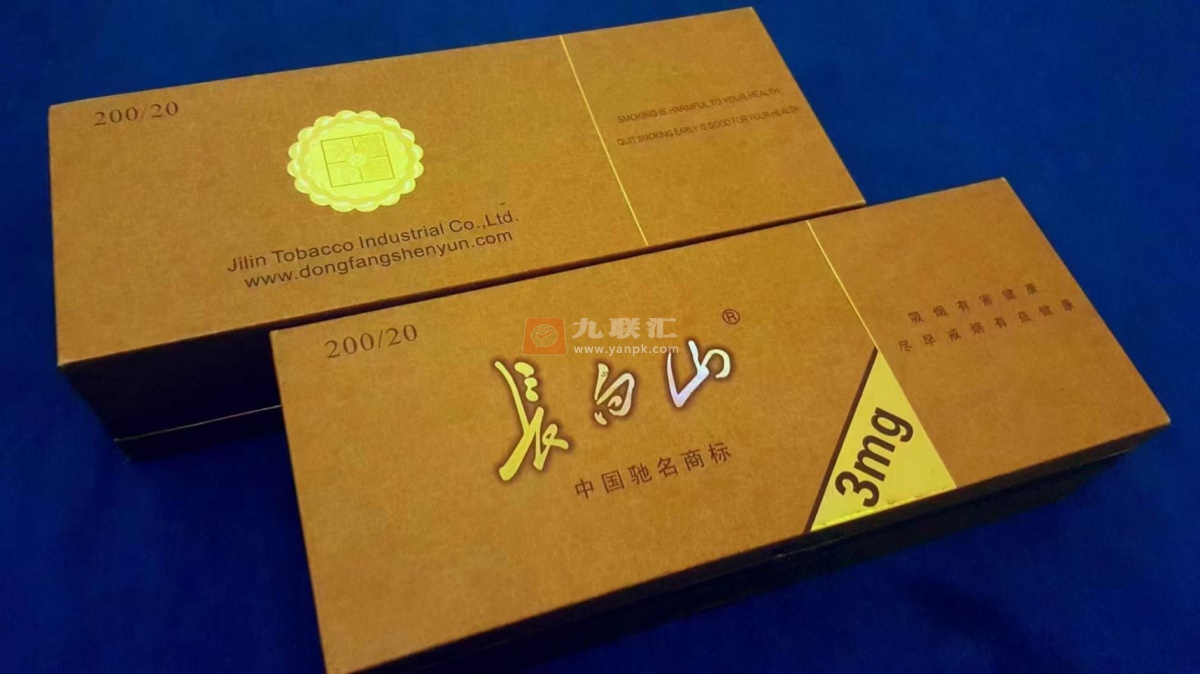 200/20
SMOKING IS HARMFUL TO YOUR HEALTH
QUIT SMOKING EARLY IS GOOD FOR YOUR HEALTH
Jilin Tobacco Industrial Co.,Ltd.
www.dongfangshenyun.com
200/20
九联汇
www.yanpk.com
®
長白山
中国驰名商标
3mg
吸烟有害健康
尽早戒烟有益健康